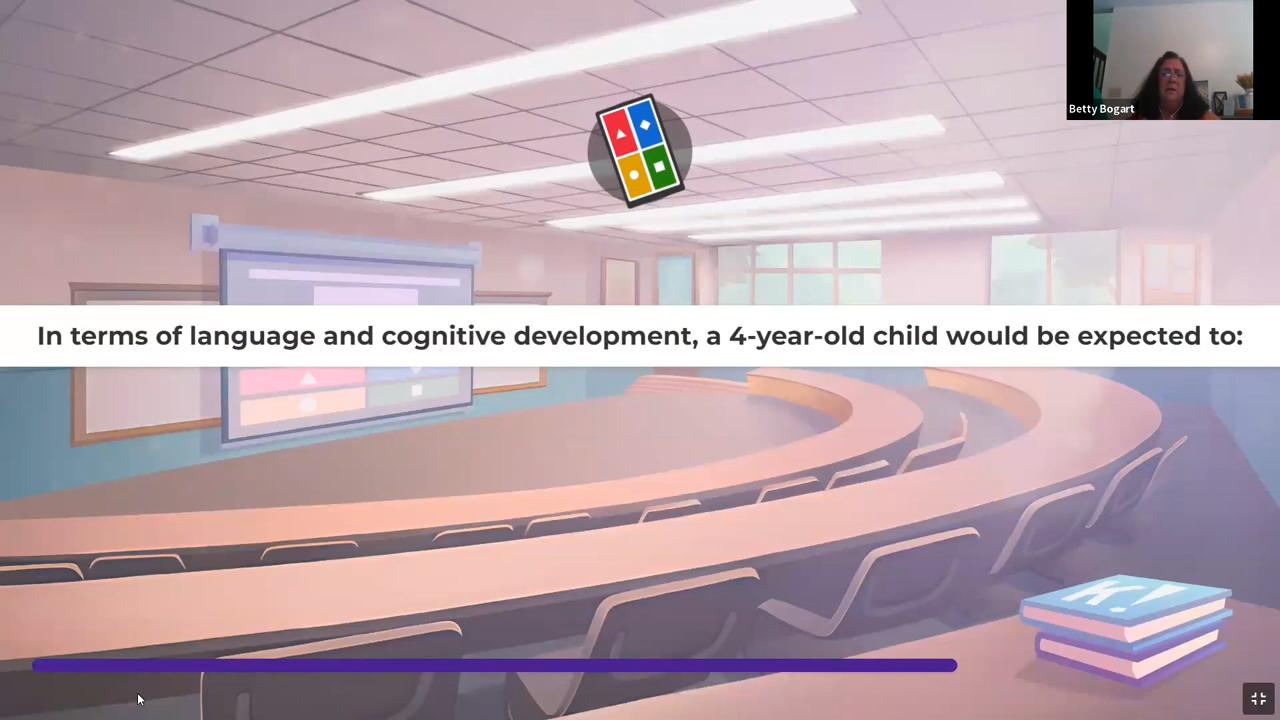 Betty Bogart
In terms of language and cognitive development, a 4-year-old child would be expected to:
K!